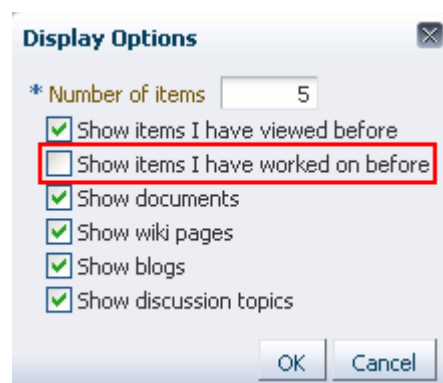 Display Options
* Number of items 5
Show items I have viewed before
Show items I have worked on before
Show documents
Show wiki pages
Show blogs
Show discussion topics
OK Cancel